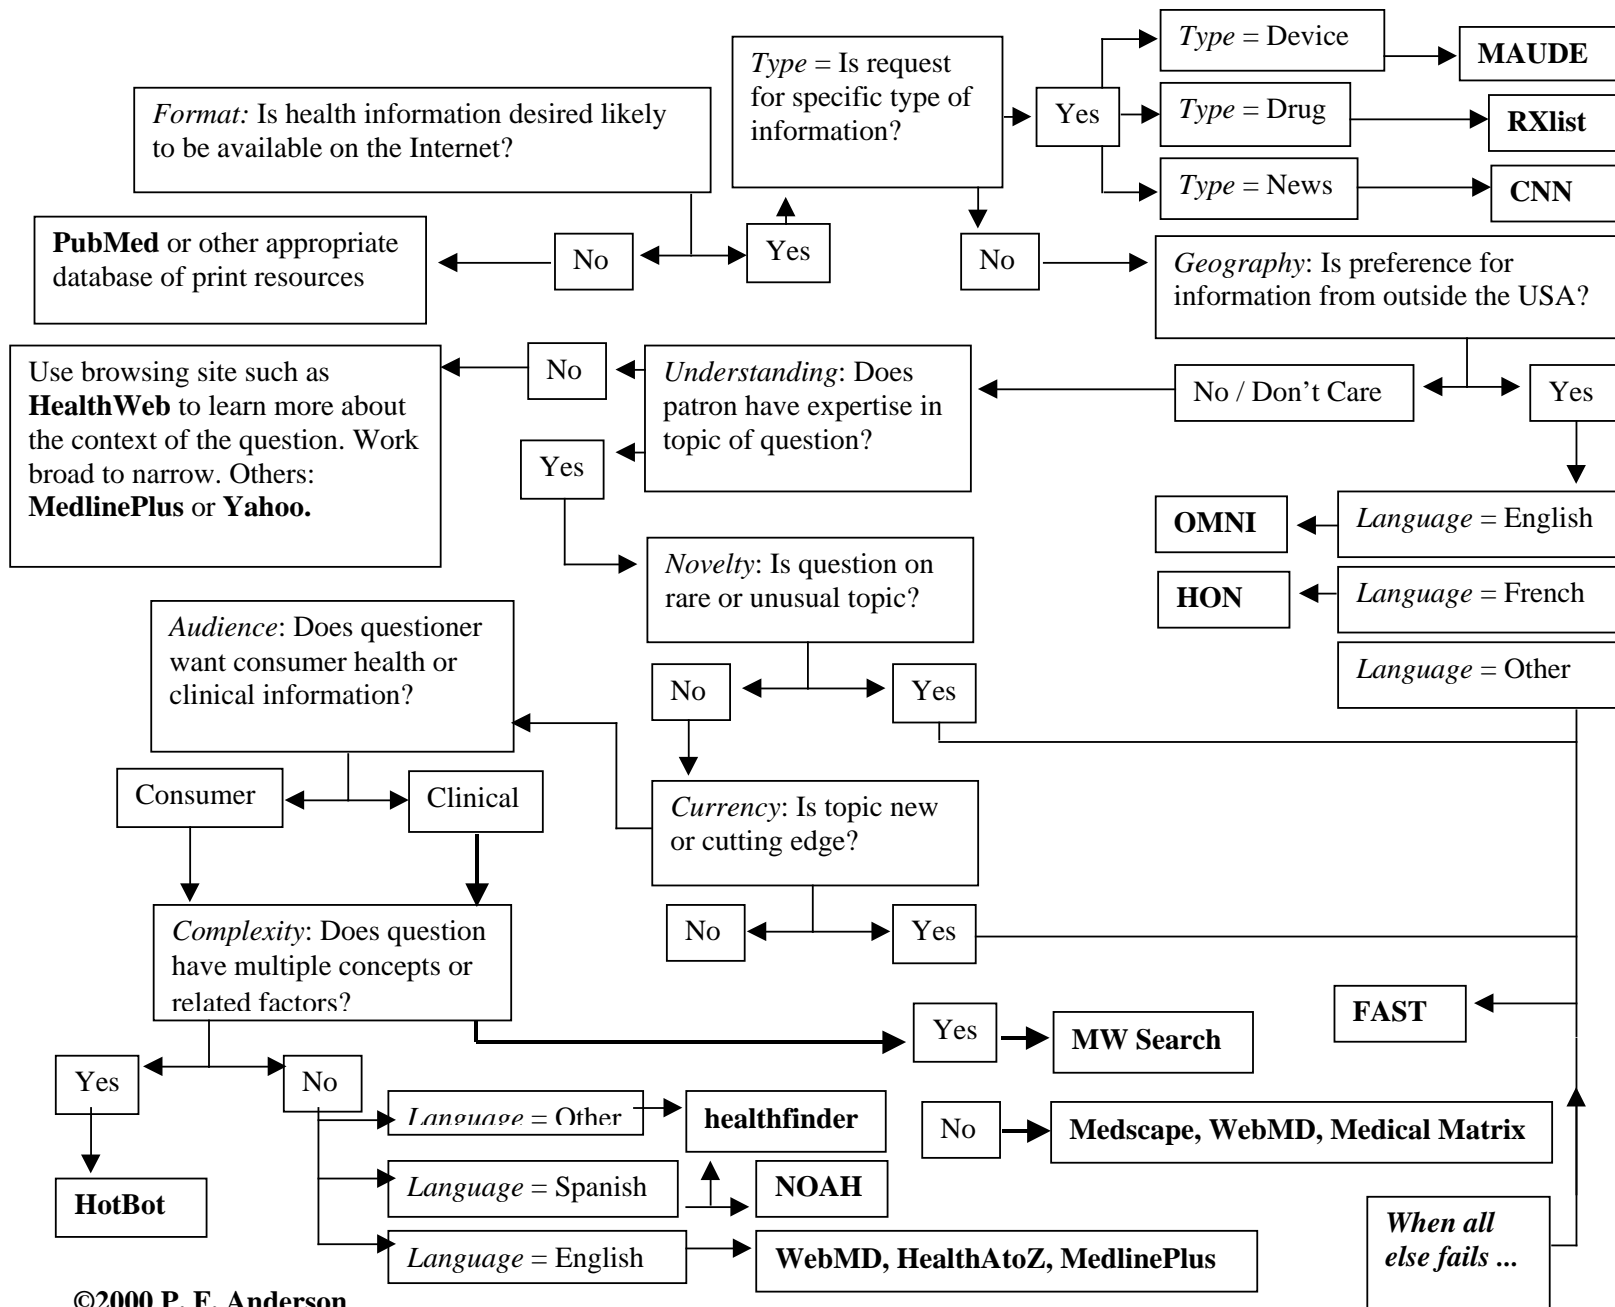 Format: Is health information desired likely
to be available on the Internet?
Type = Is request
for specific type of
information?
Yes
Type = Device
MAUDE
Type = Drug
RXlist
Type = News
CNN
PubMed or other appropriate
database of print resources
No
Yes
No
Geography: Is preference for
information from outside the USA?
Use browsing site such as
HealthWeb to learn more about
the context of the question. Work
broad to narrow. Others:
MedlinePlus or Yahoo.
No
Understanding: Does
patron have expertise in
topic of question?
No / Don't Care
Yes
Yes
OMNI
Language = English
HON
Language = French
Language = Other
Novelty: Is question on
rare or unusual topic?
No
Yes
Audience: Does questioner
want consumer health or
clinical information?
Consumer
Clinical
Currency: Is topic new
or cutting edge?
No
Yes
Complexity: Does question
have multiple concepts or
related factors?
FAST
Yes
MW Search
Yes
No
Language = Other
healthfinder
No
Medscape, WebMD, Medical Matrix
HotBot
Language = Spanish
NOAH
Language = English
WebMD, HealthAtoZ, MedlinePlus
When all
else fails ...
©2000 P. F. Anderson